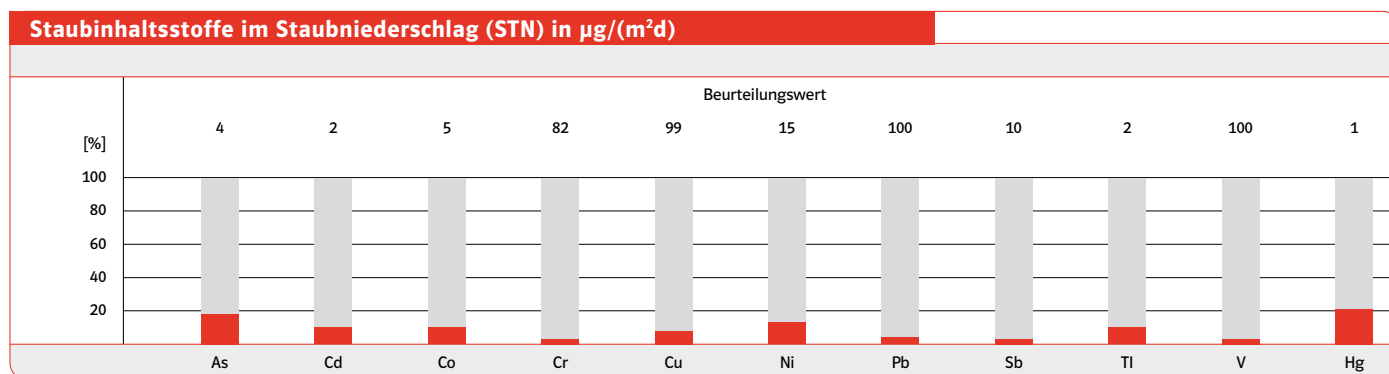 Staubinhaltsstoffe im Staubniederschlag (STN) in µg/(m²d)
Beurteilungswert
4 2 5 82 99 15 100 10 2 100 1
[%]
100
80
60
40
20
As Cd Co Cr Cu Ni Pb Sb Tl V Hg